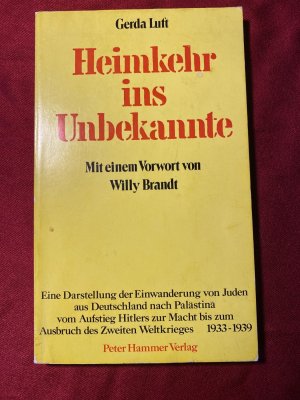 Gerda Luft
Heimkehr
ins
Unbekannte
Mit einem Vorwort von
Willy Brandt
Eine Darstellung der Einwanderung von Juden
aus Deutschland nach Palästina
vom Aufstieg Hitlers zur Macht bis zum
Ausbruch des Zweiten Weltkrieges 1933-1939
Peter Hammer Verlag